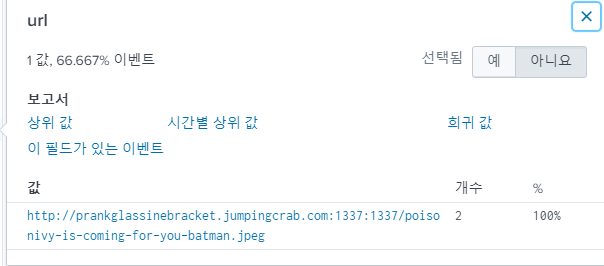 url
1 값, 66.667% 이벤트
선택됨 예 아니요
보고서
상위 값 시간별 상위 값 희귀 값
이 필드가 있는 이벤트
값 개수 %
http://prankglassinebracket.jumpingcrab.com:1337:1337/poiso 2 100%
nivy-is-coming-for-you-batman.jpeg